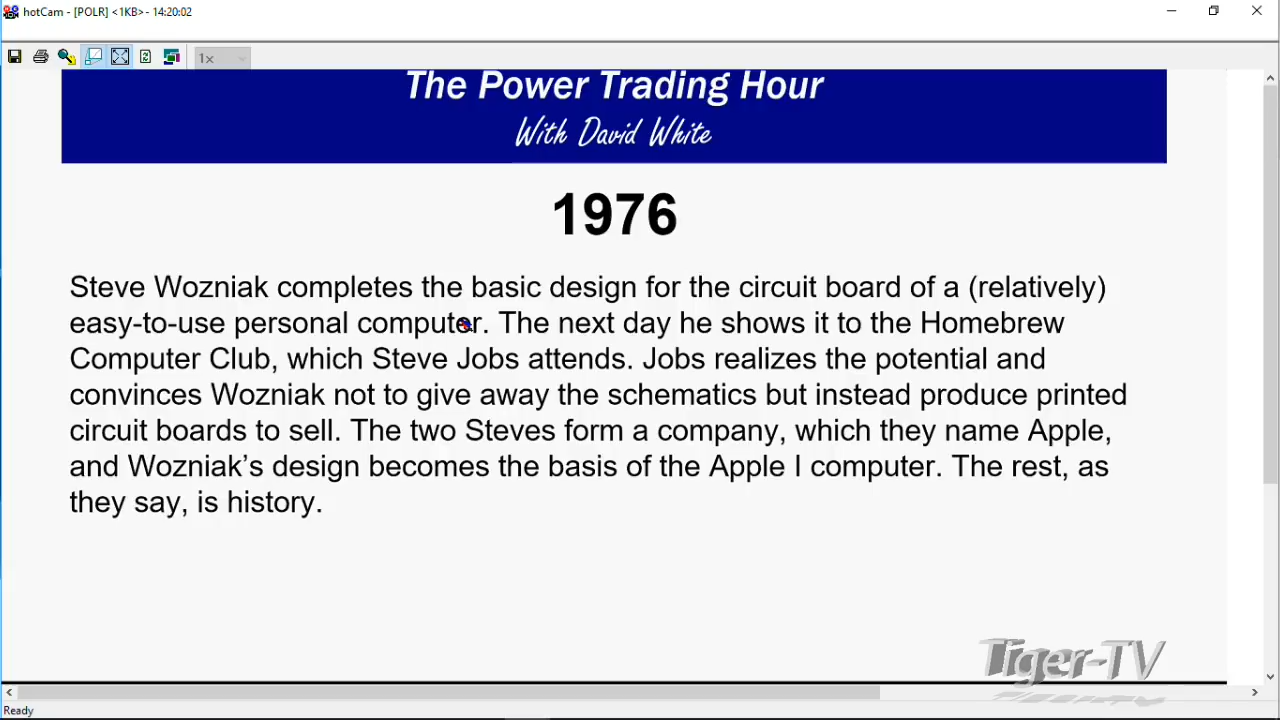 hotCam - [POLR] <1KB> - 14:20:02
1x
The Power Trading Hour
With David White
1976
Steve Wozniak completes the basic design for the circuit board of a (relatively)
easy-to-use personal computer. The next day he shows it to the Homebrew
Computer Club, which Steve Jobs attends. Jobs realizes the potential and
convinces Wozniak not to give away the schematics but instead produce printed
circuit boards to sell. The two Steves form a company, which they name Apple,
and Wozniak’s design becomes the basis of the Apple I computer. The rest, as
they say, is history.
Tiger-TV
Ready